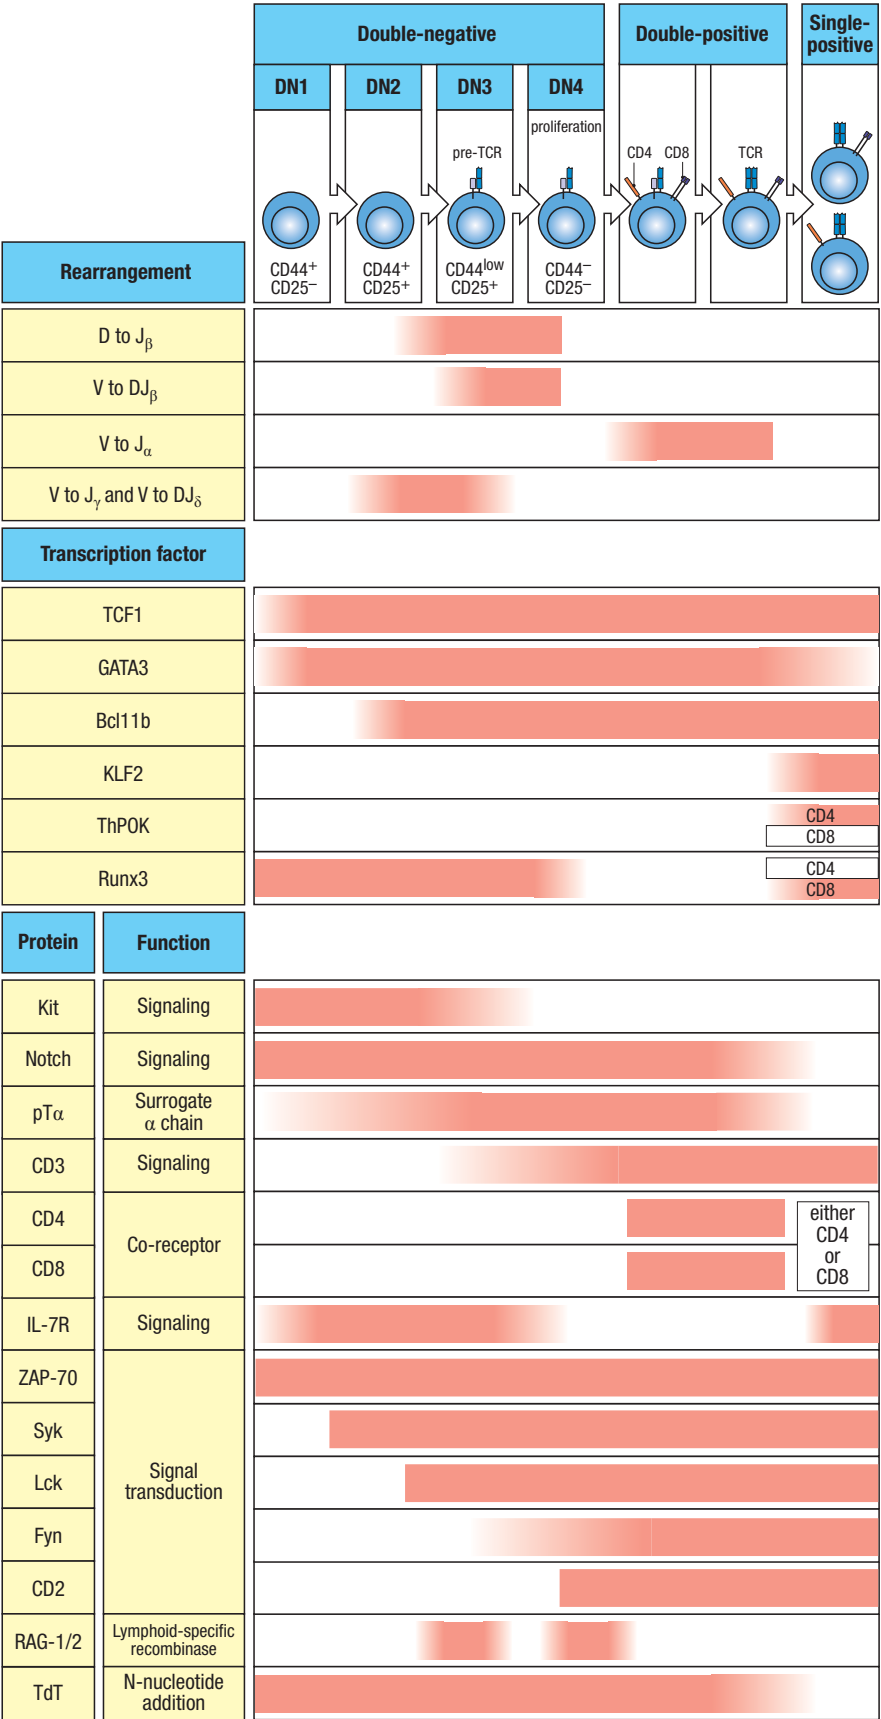 Double-negative
Double-positive
Single-
positive
DN1
DN2
DN3
DN4
proliferation
pre-TCR
CD4
CD8
TCR
Rearrangement
CD44+
CD25–
CD44+
CD25+
CD44low
CD25+
CD44–
CD25–
D to Jβ
V to DJβ
V to Jα
V to Jγ and V to DJδ
Transcription factor
TCF1
GATA3
Bcl11b
KLF2
ThPOK
CD4
CD8
Runx3
CD4
CD8
Protein
Function
Kit
Signaling
Notch
Signaling
pTα
Surrogate
α chain
CD3
Signaling
CD4
CD8
Co-receptor
either
CD4
or
CD8
IL-7R
Signaling
ZAP-70
Syk
Lck
Fyn
CD2
Signal
transduction
RAG-1/2
Lymphoid-specific
recombinase
TdT
N-nucleotide
addition